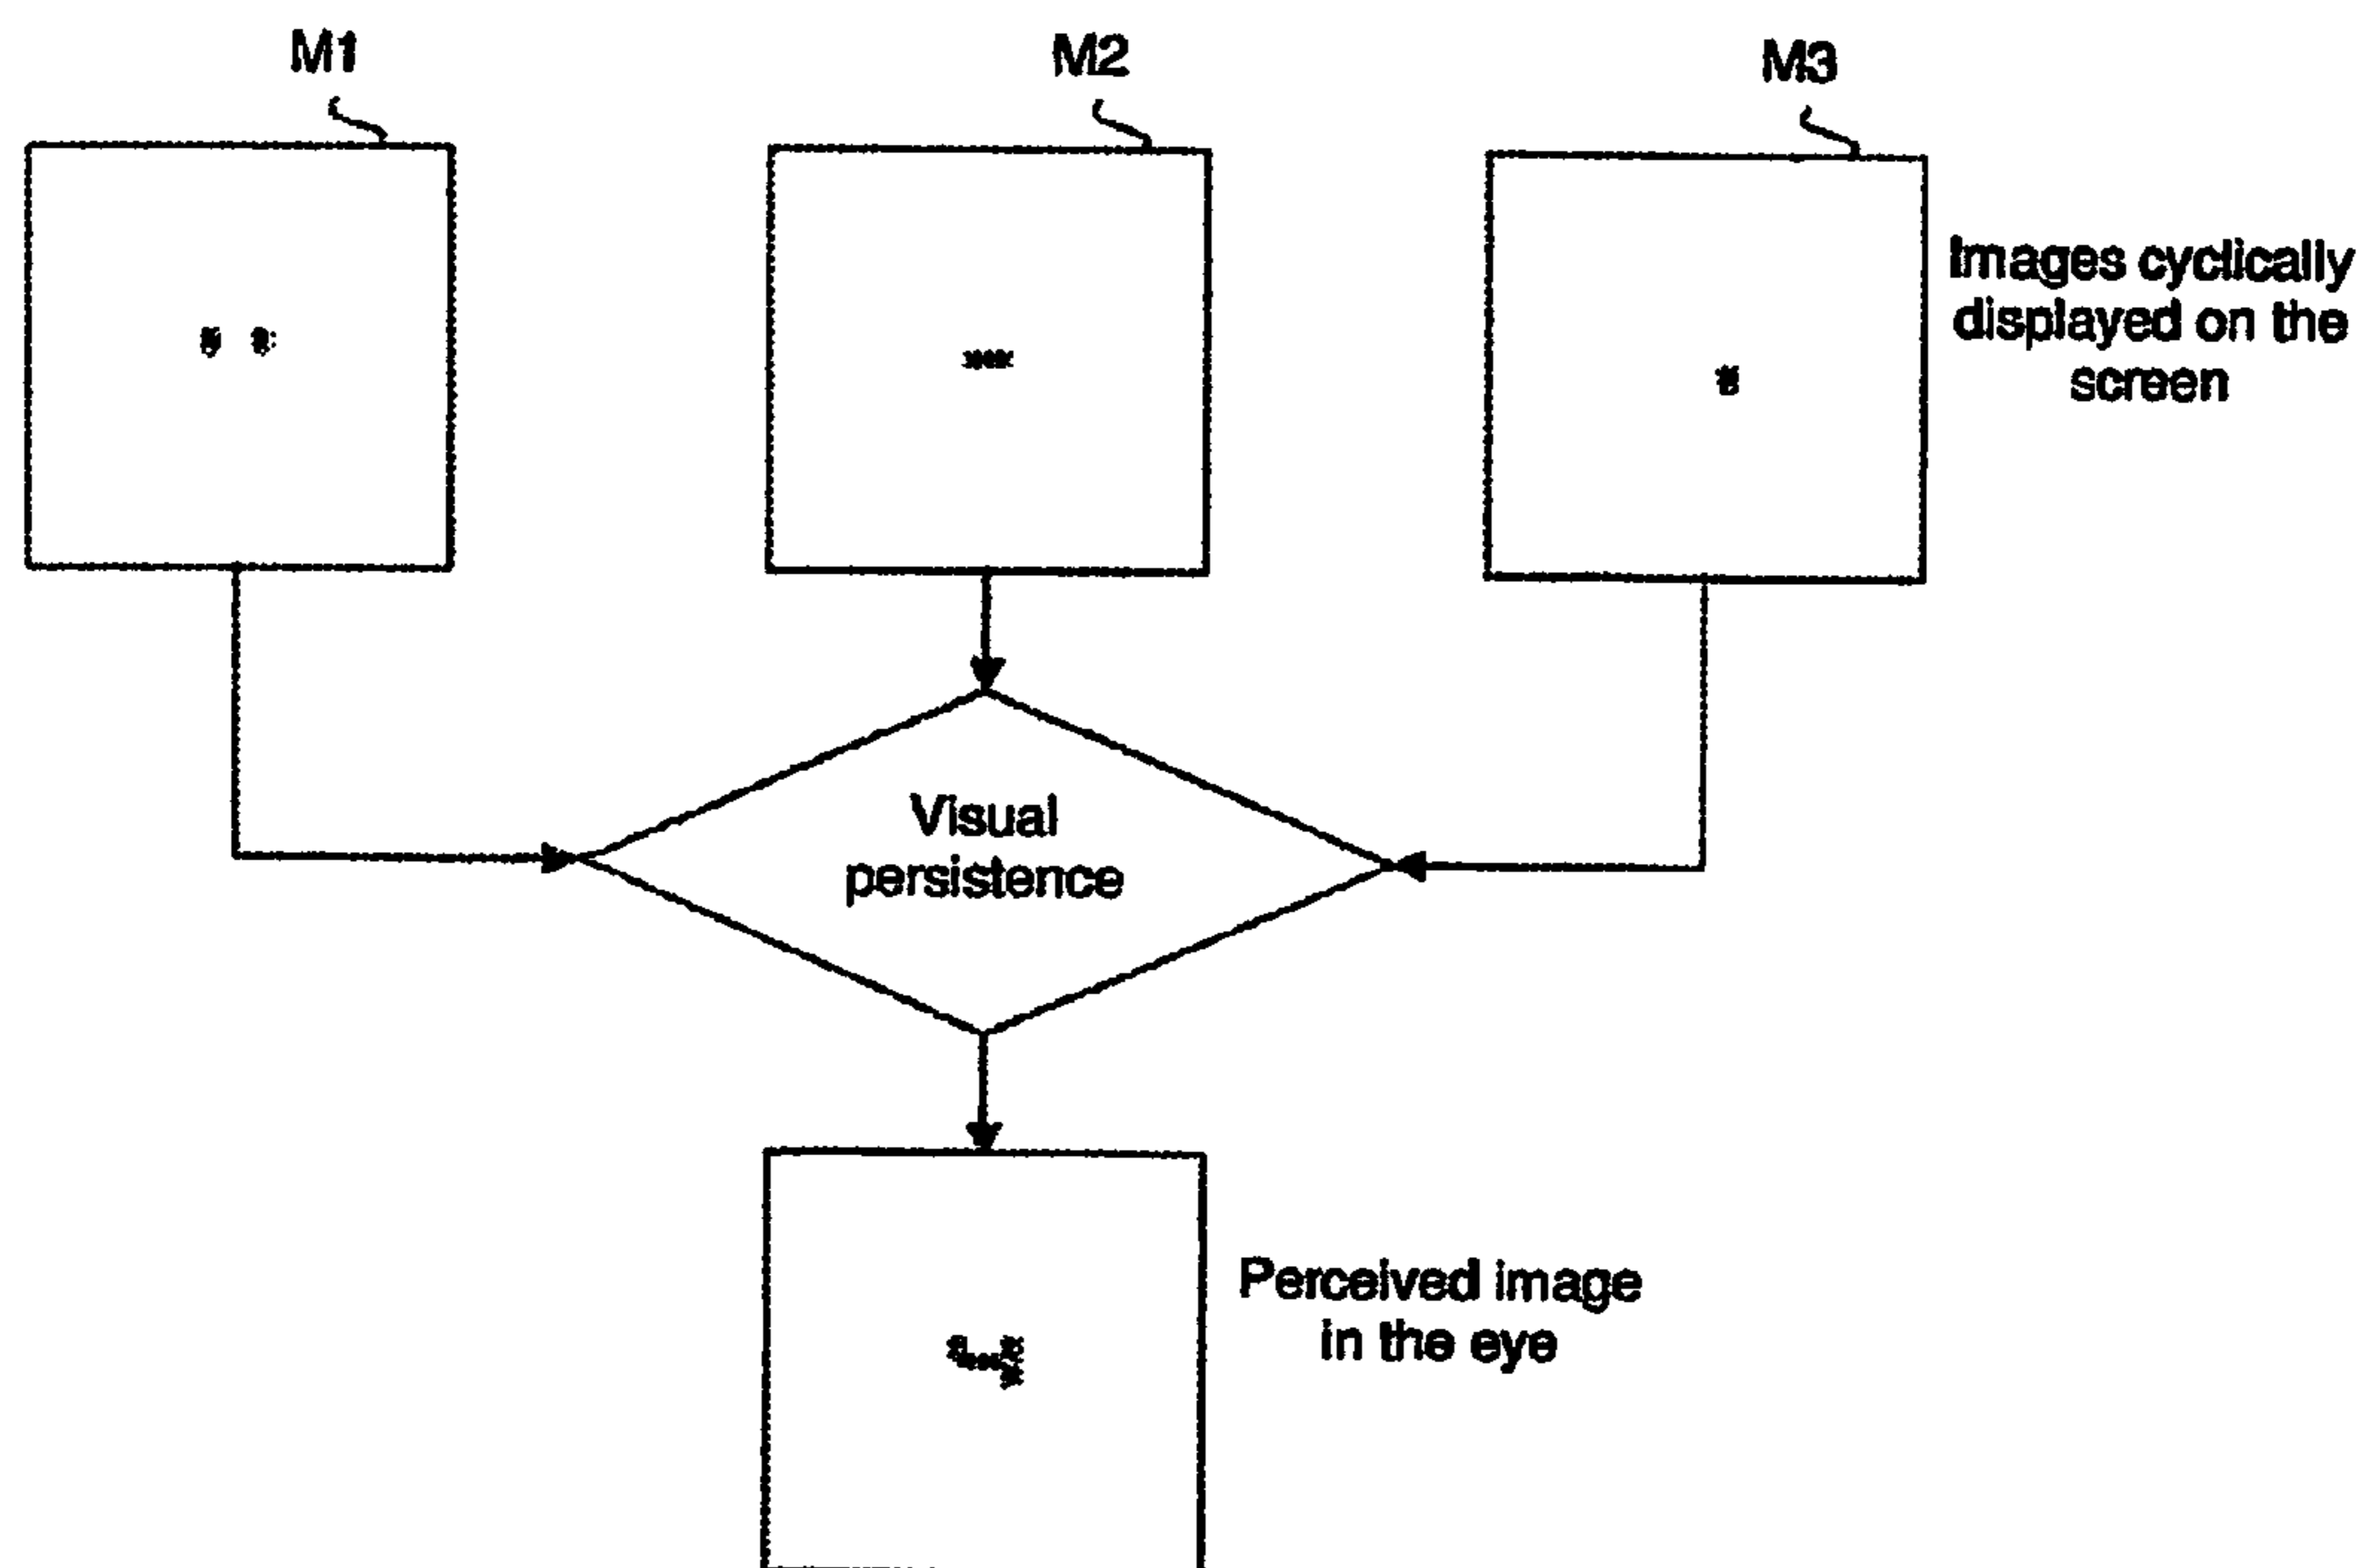 M1
M2
M3
Images cyclically
displayed on the
screen
Visual
persistence
Perceived image
in the eye